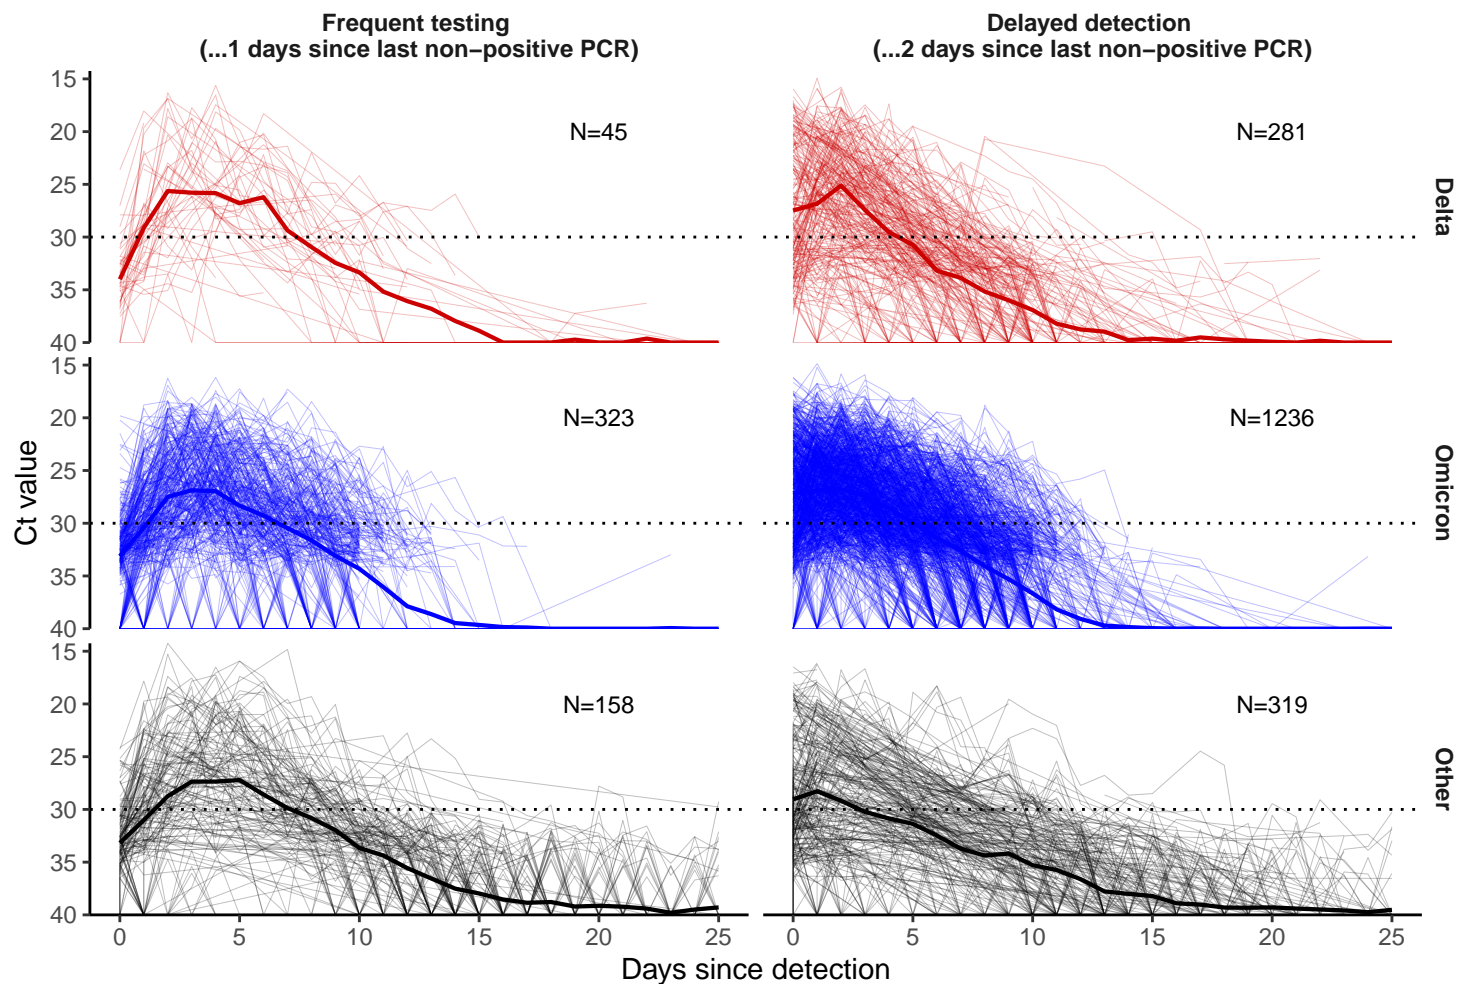 Frequent testing
(...1 days since last non−positive PCR)
Delayed detection
(...2 days since last non−positive PCR)
Ct value
15
20
25
30
35
40
N=45
N=281
Delta
15
20
25
30
35
40
N=323
N=1236
Omicron
15
20
25
30
35
40
N=158
N=319
Other
0 5 10 15 20 25
0 5 10 15 20 25
Days since detection